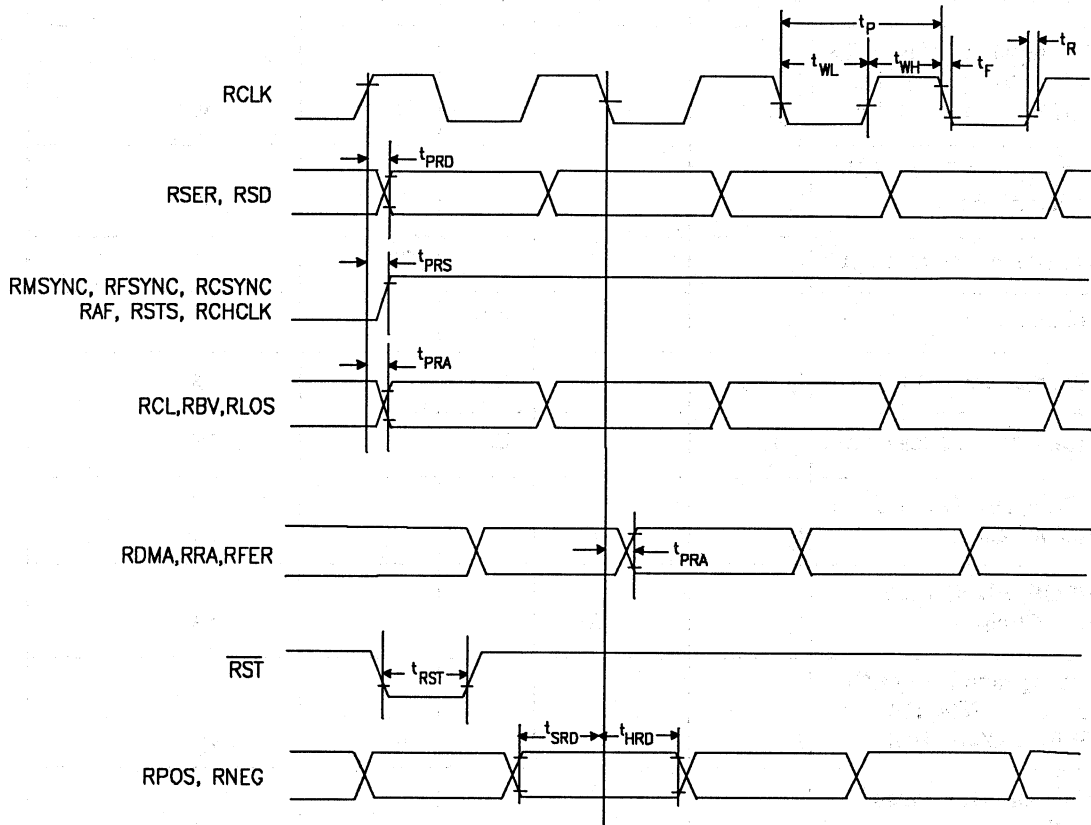 tP
tWL tWH tF tR
RCLK
tPRD
RSER, RSD
tPRS
RMSYNC, RFSYNC, RCSYNC
RAF, RSTS, RCHCLK
tPRA
RCL,RBV,RLOS
RDMA,RRA,RFER
tPRA
RST
tRST
tSRD tHRD
RPOS, RNEG